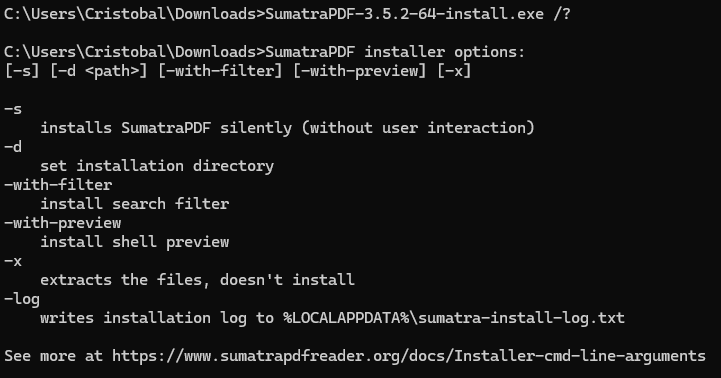 C:\Users\Cristobal\Downloads>SumatraPDF-3.5.2-64-install.exe /?
C:\Users\Cristobal\Downloads>SumatraPDF installer options:
[-s] [-d <path>] [-with-filter] [-with-preview] [-x]
-s
    installs SumatraPDF silently (without user interaction)
-d
    set installation directory
-with-filter
    install search filter
-with-preview
    install shell preview
-x
    extracts the files, doesn't install
-log
    writes installation log to %LOCALAPPDATA%\sumatra-install-log.txt
See more at https://www.sumatrapdfreader.org/docs/Installer-cmd-line-arguments